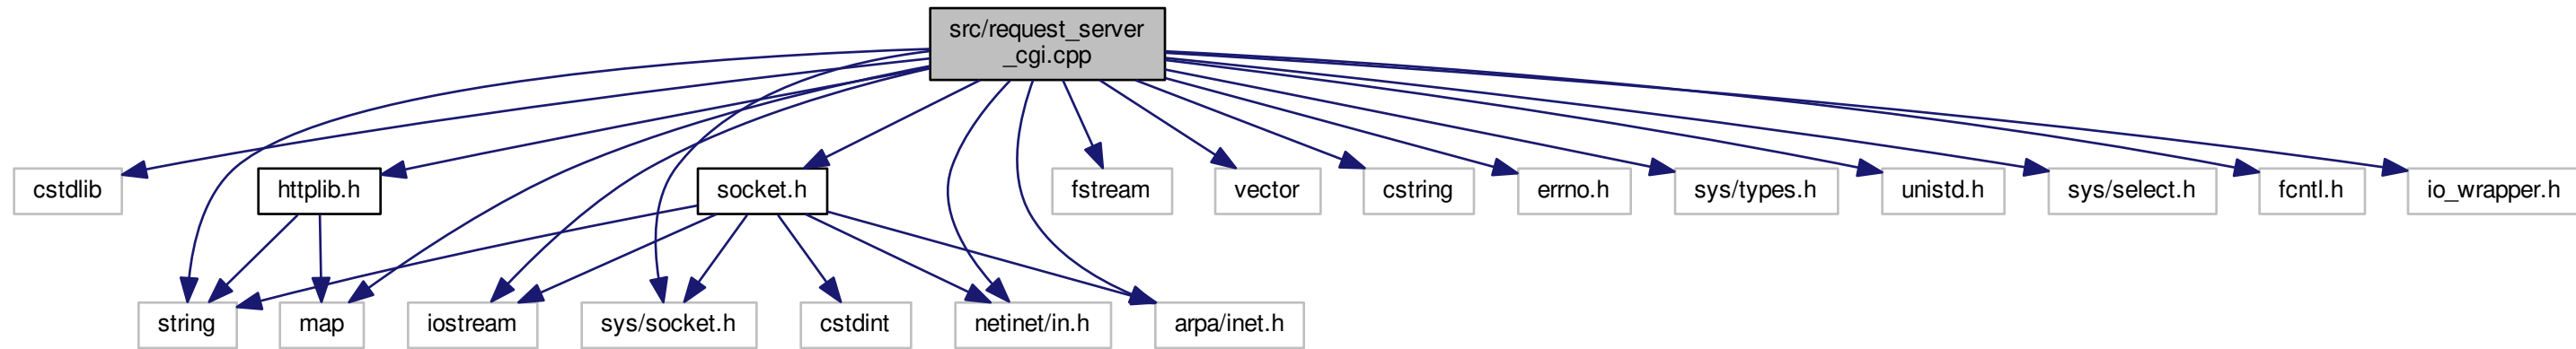 src/request_server
_cgi.cpp
cstdlib
httplib.h
socket.h
fstream
vector
cstring
errno.h
sys/types.h
unistd.h
sys/select.h
fcntl.h
io_wrapper.h
string
map
iostream
sys/socket.h
cstdint
netinet/in.h
arpa/inet.h